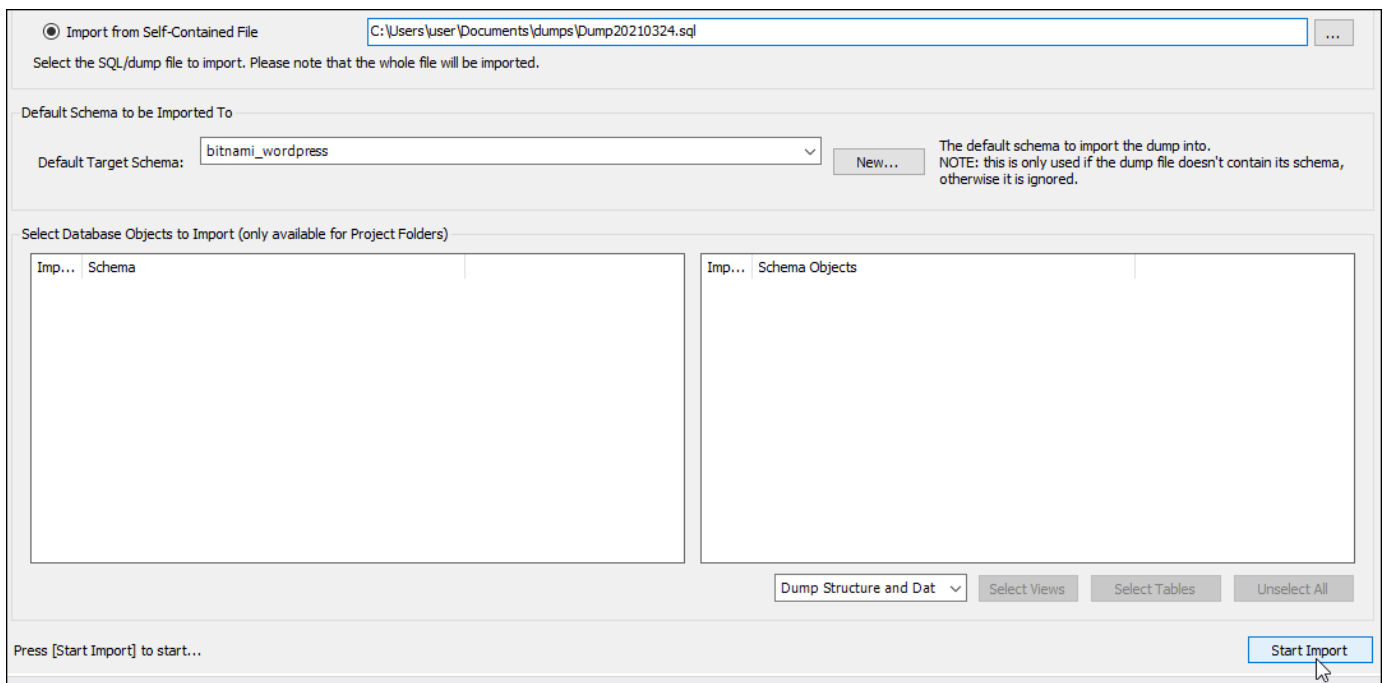 Import from Self-Contained File
C:\Users\user\Documents\dumps\Dump20210324.sql
...
Select the SQL/dump file to import. Please note that the whole file will be imported.
Default Schema to be Imported To
Default Target Schema:
bitnami_wordpress
New...
The default schema to import the dump into.
NOTE: this is only used if the dump file doesn't contain its schema,
otherwise it is ignored.
Select Database Objects to Import (only available for Project Folders)
Imp... Schema
Imp... Schema Objects
Dump Structure and Dat
Select Views
Select Tables
Unselect All
Press [Start Import] to start...
Start Import